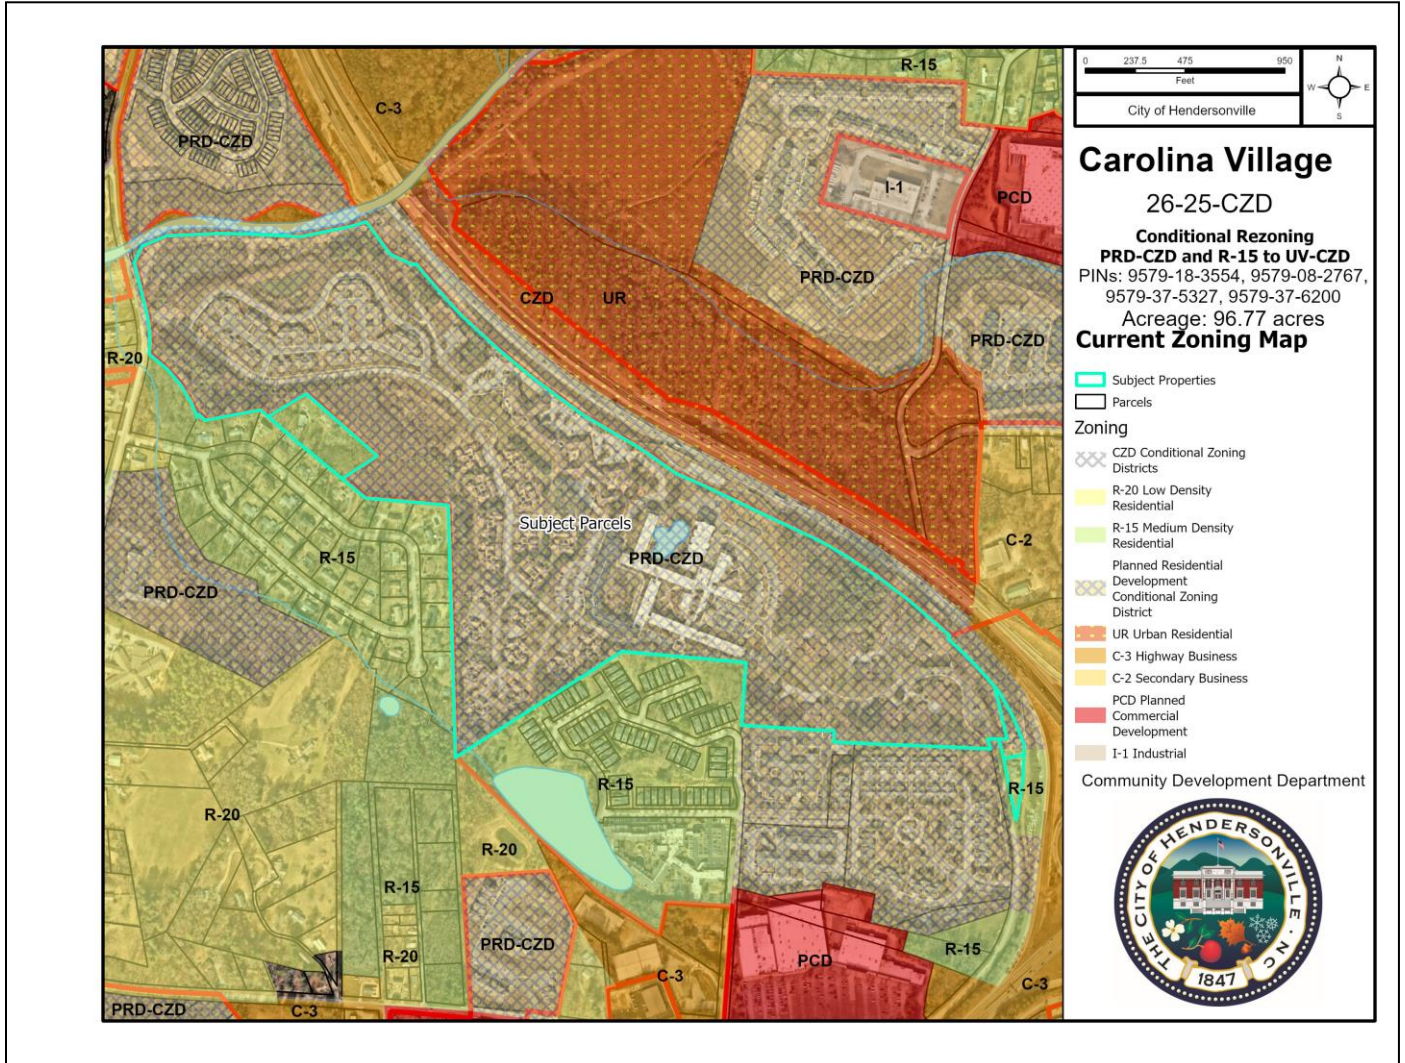 R-15
C-3
PRD-CZD
I-1
PCD
PRD-CZD
CZD
UR
PRD-CZD
R-20
Subject Parcels
C-2
R-15
PRD-CZD
PRD-CZD
R-15
R-15
R-20
R-20
R-15
PRD-CZD
R-15
R-20
PCD
C-3
C-3
PRD-CZD
C-3
0 237.5 475 950
Feet
N
W E
S
City of Hendersonville
Carolina Village
26-25-CZD
Conditional Rezoning
PRD-CZD and R-15 to UV-CZD
PINs: 9579-18-3554, 9579-08-2767,
9579-37-5327, 9579-37-6200
Acreage: 96.77 acres
Current Zoning Map
Subject Properties
Parcels
Zoning
CZD Conditional Zoning
Districts
R-20 Low Density
Residential
R-15 Medium Density
Residential
Planned Residential
Development
Conditional Zoning
District
UR Urban Residential
C-3 Highway Business
C-2 Secondary Business
PCD Planned
Commercial
Development
I-1 Industrial
Community Development Department
THE CITY OF HENDERSONVILLE · NC
1847